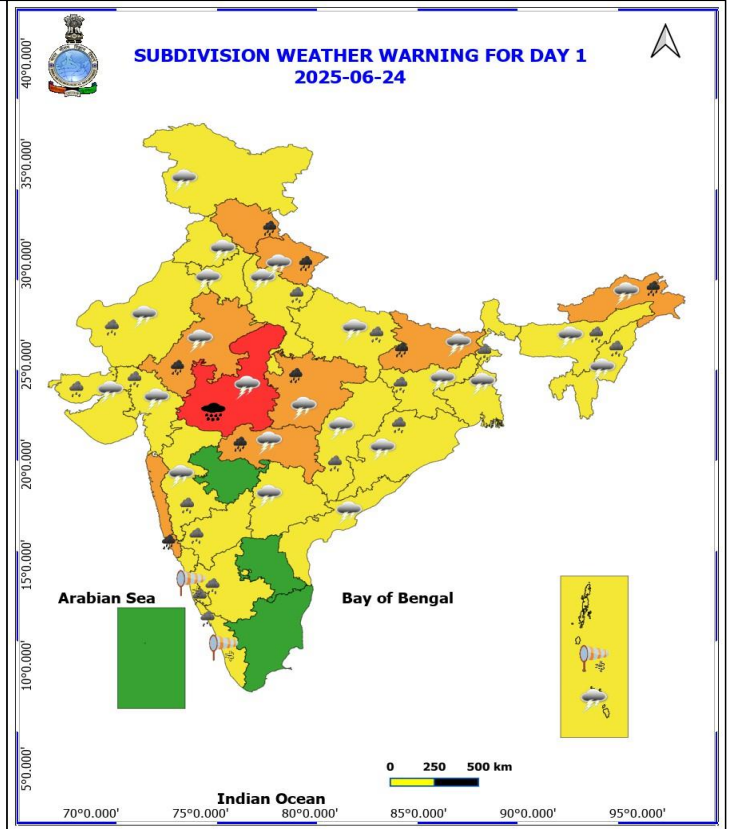 SUBDIVISION WEATHER WARNING FOR DAY 1
2025-06-24
40°0.000'
35°0.000'
30°0.000'
25°0.000'
20°0.000'
15°0.000'
10°0.000'
5°0.000'
Arabian Sea
Bay of Bengal
0 250 500 km
Indian Ocean
70°0.000' 75°0.000' 80°0.000' 85°0.000' 90°0.000' 95°0.000'